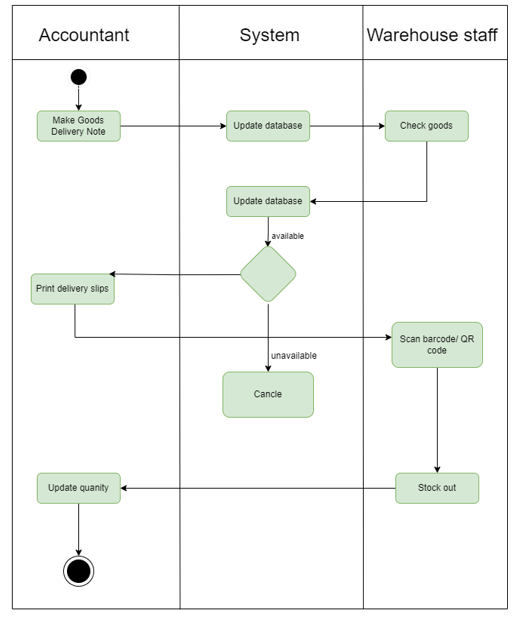 Accountant
System
Warehouse staff
Make Goods
Delivery Note
Update database
Check goods
Update database
available
Print delivery slips
Scan barcode/ QR
code
unavailable
Cancle
Update quanity
Stock out